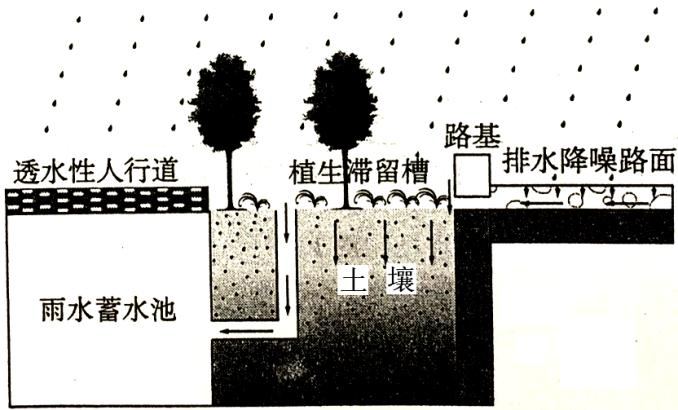 路基
透水性人行道
植生滞留槽
排水降噪路面
土壤
雨水蓄水池